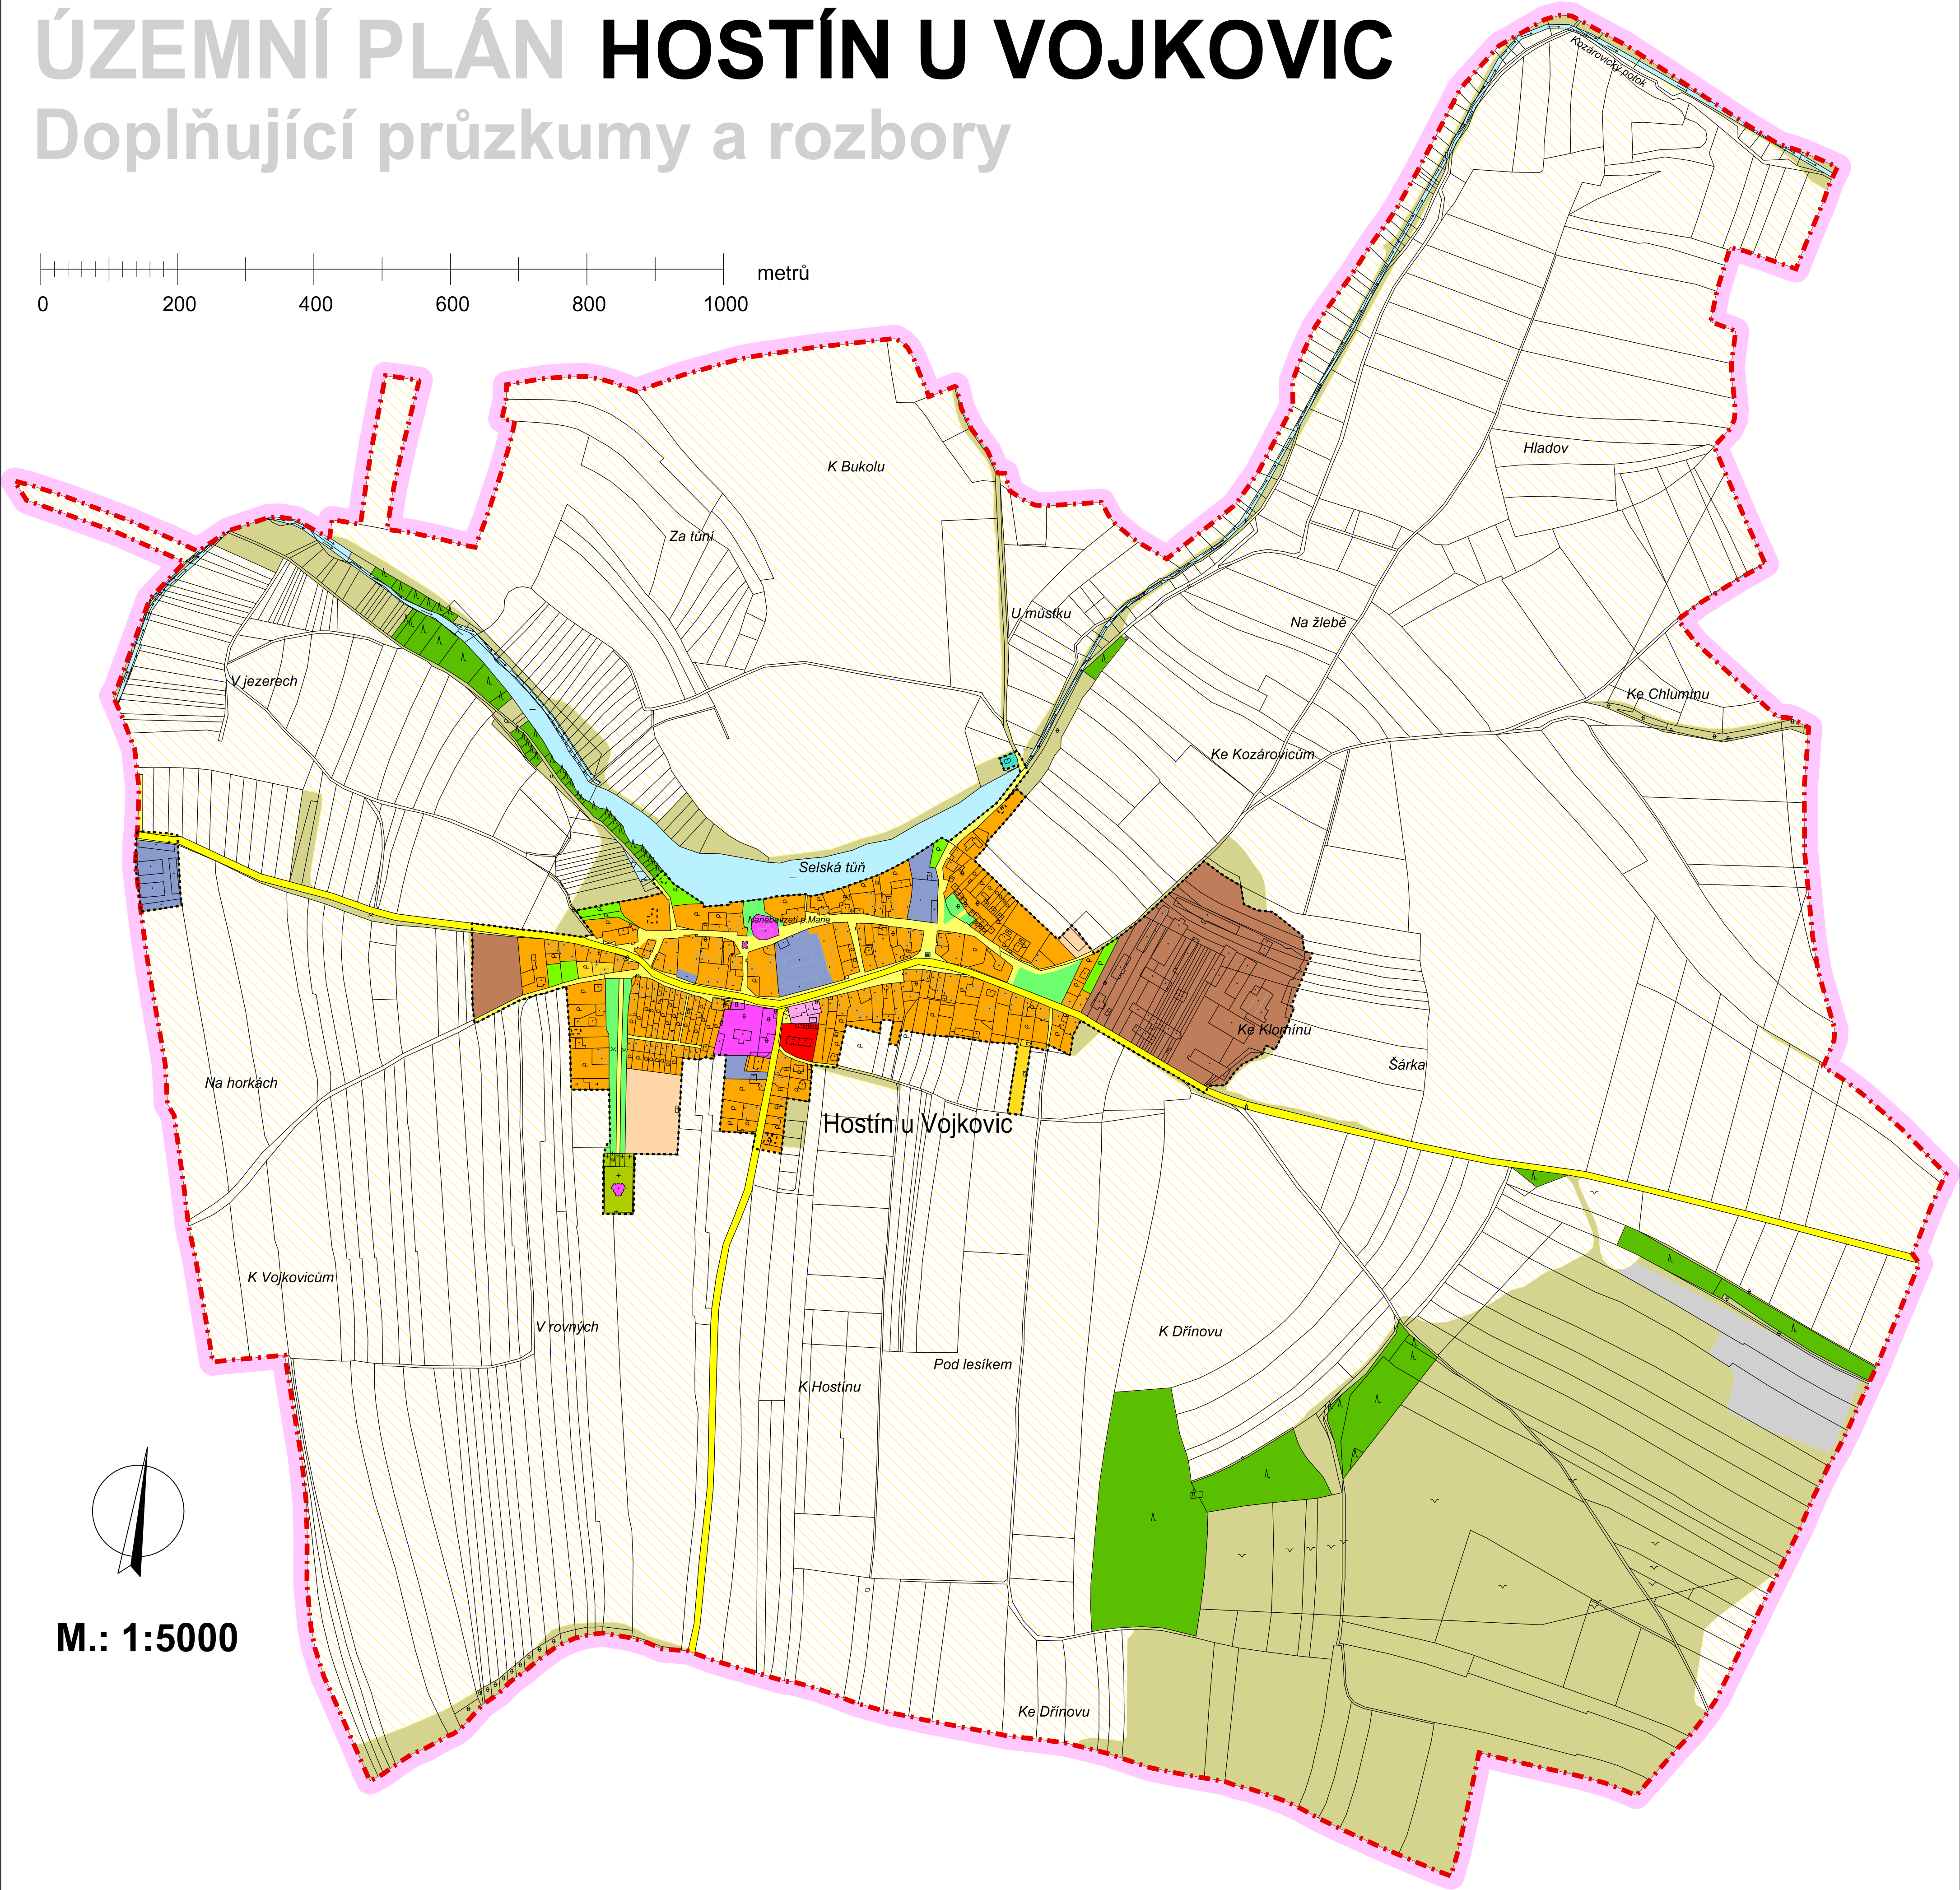 ÚZEMNÍ PLÁN HOSTÍN U VOJKOVIC
Doplňující průzkumy a rozbory
Kozárovický potok
metrů
0 200 400 600 800 1000
Hladov
K Bukolu
Za tůní
U můstku
Na žlebě
V jezerech
Ke Chlumínu
Ke Kozárovicům
Selská tůň
Nanebevzetí p.Marie
Ke Klomínu
Šárka
Na horkách
Hostín u Vojkovic
K Vojkovicům
V rovných
K Dřínovu
Pod lesíkem
K Hostínu
M.: 1:5000
Ke Dřínovu